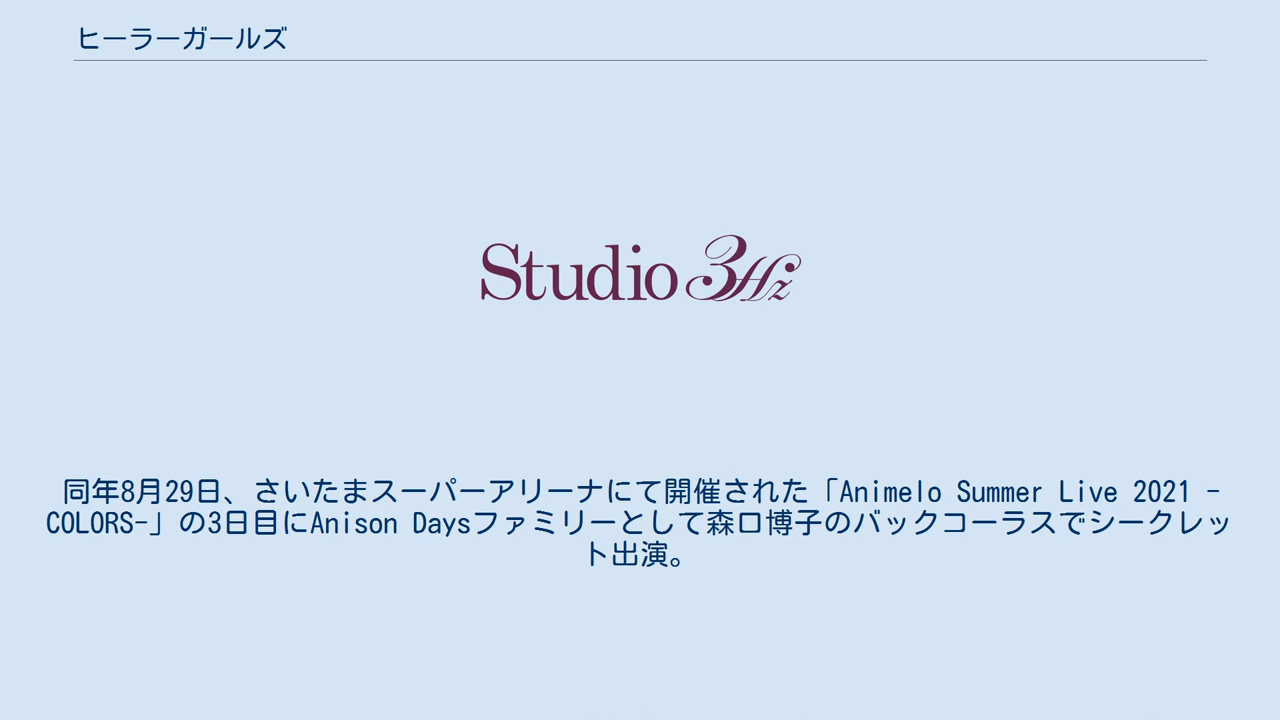 ヒーラーガールズ
Studio 3Hz
同年8月29日、さいたまスーパーアリーナにて開催された「Animelo Summer Live 2021 -
COLORS-」の3日目にAnison Daysファミリーとして森口博子のバックコーラスでシークレッ
ト出演。